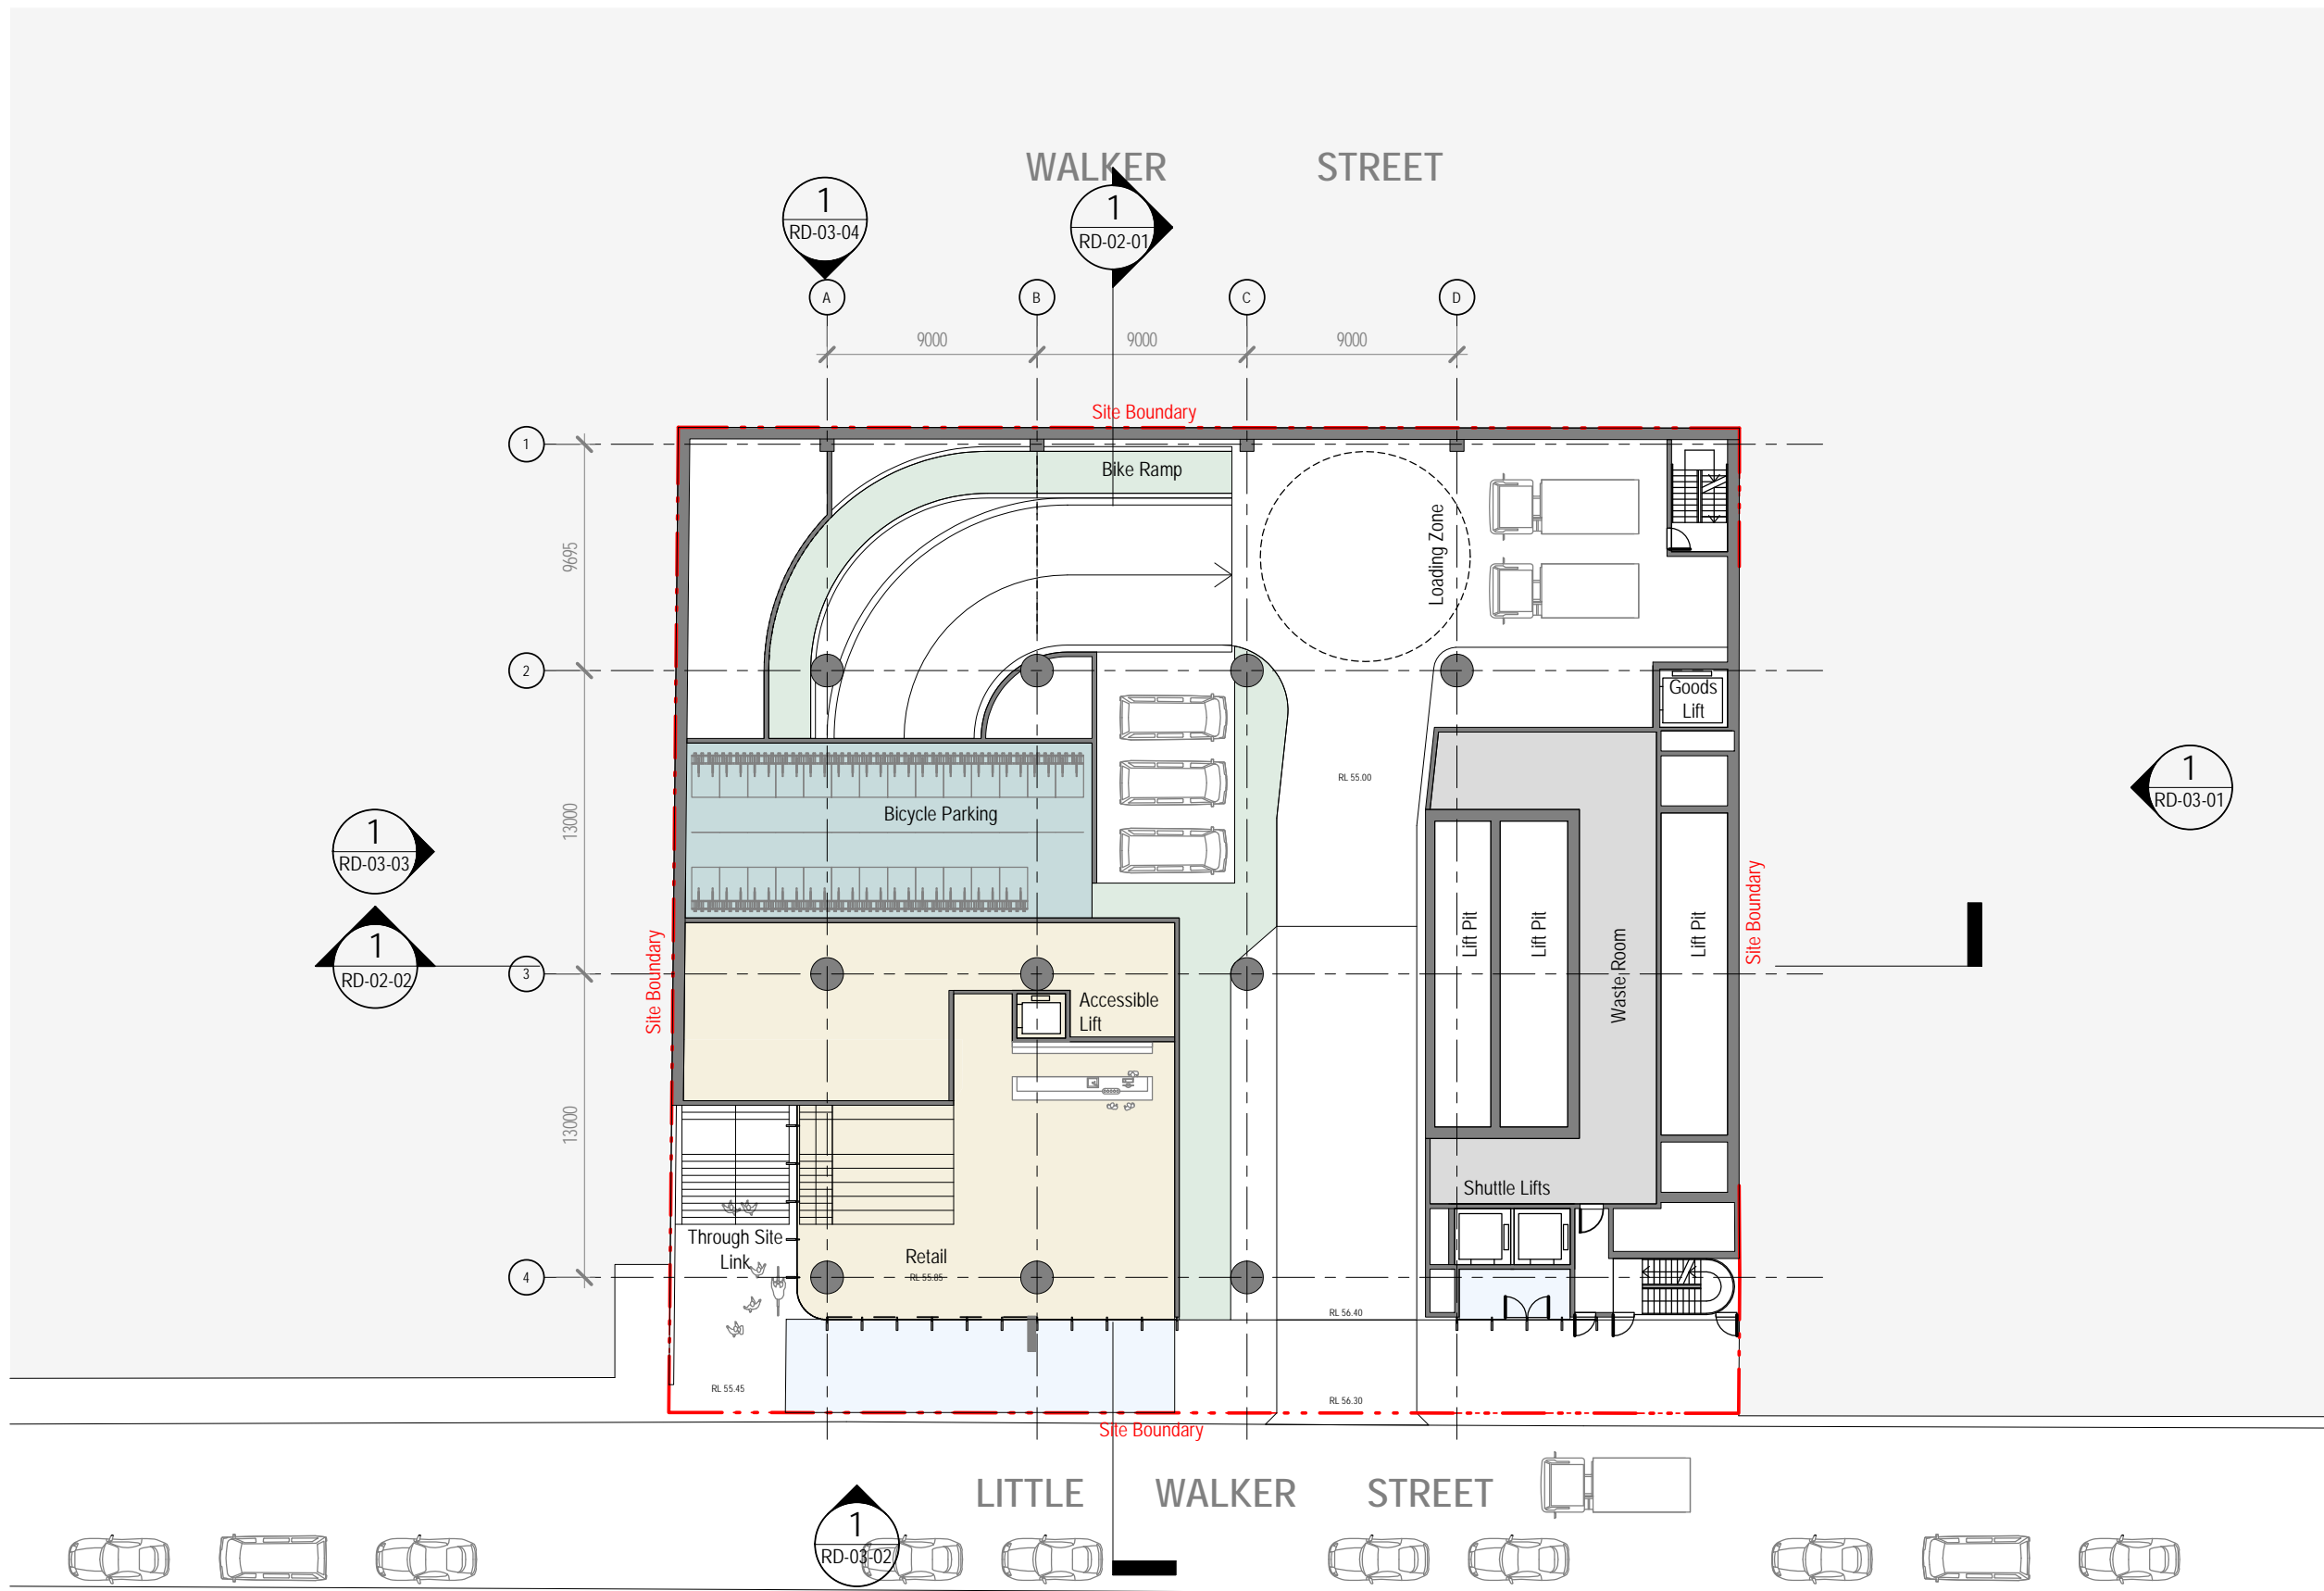 WALKER STREET
1
RD-03-04
1
RD-02-01
A
B
C
D
9000
9000
9000
Site Boundary
1
Bike Ramp
9695
Loading Zone
2
Goods
Lift
RL 55.00
1
RD-03-01
13000
Bicycle Parking
1
RD-03-03
Site Boundary
Lift Pit
Lift Pit
Lift Pit
1
RD-02-02
Site Boundary
3
Waste Room
Accessible
Lift
13000
Shuttle Lifts
Through Site
Link
Retail
RL 55.85
4
RL 56.40
RL 55.45
RL 56.30
Site Boundary
LITTLE WALKER STREET
1
RD-03-02